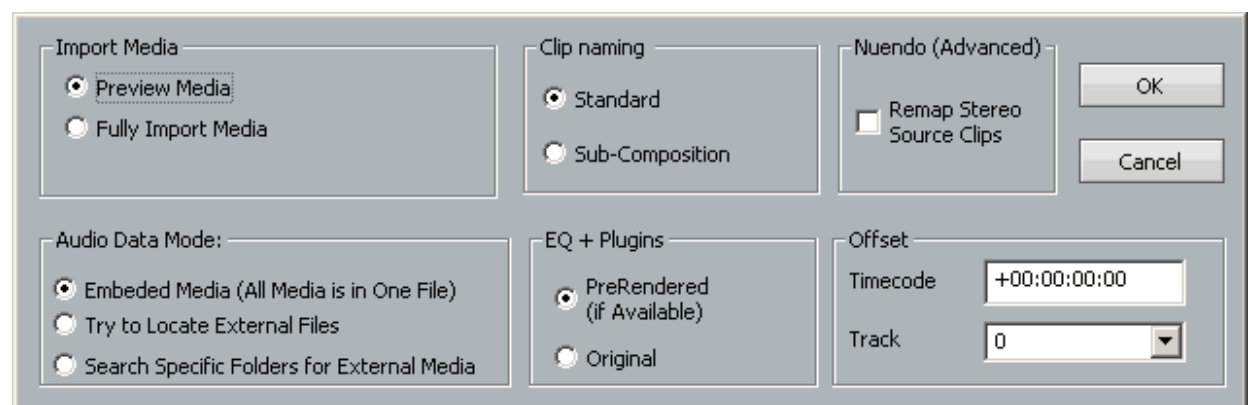 Import Media
Preview Media
Fully Import Media
Clip naming
Standard
Sub-Composition
Nuendo (Advanced)
Remap Stereo
Source Clips
OK
Cancel
Audio Data Mode:
Embeded Media (All Media is in One File)
Try to Locate External Files
Search Specific Folders for External Media
EQ + Plugins
PreRendered
(if Available)
Original
Offset
Timecode +00:00:00:00
Track 0